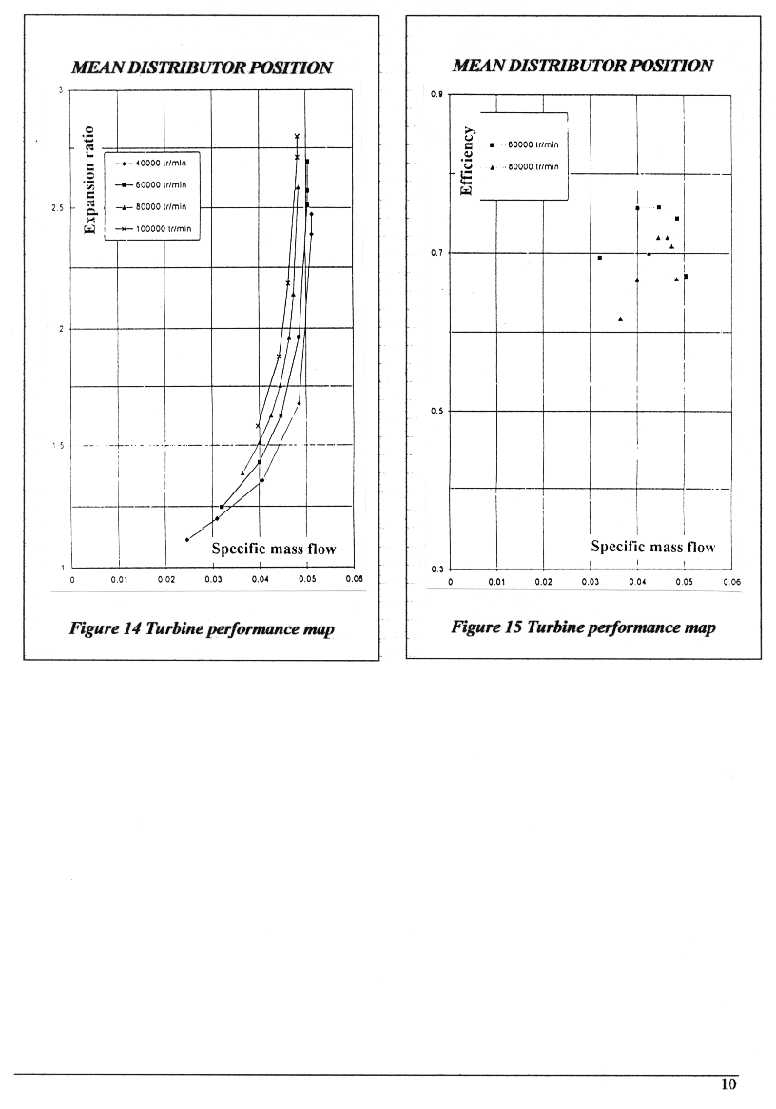 MEAN DISTRIBUTOR POSITION
3
2.5
2
1.5
1
Expansion ratio
40000 tr/min
60000 tr/min
80000 tr/min
100000 tr/min
Specific mass flow
0 0.01 0.02 0.03 0.04 0.05 0.06
Figure 14 Turbine performance map
MEAN DISTRIBUTOR POSITION
0.9
0.7
0.5
0.3
Efficiency
60000 tr/min
80000 tr/min
Specific mass flow
0 0.01 0.02 0.03 0.04 0.05 0.06
Figure 15 Turbine performance map
10